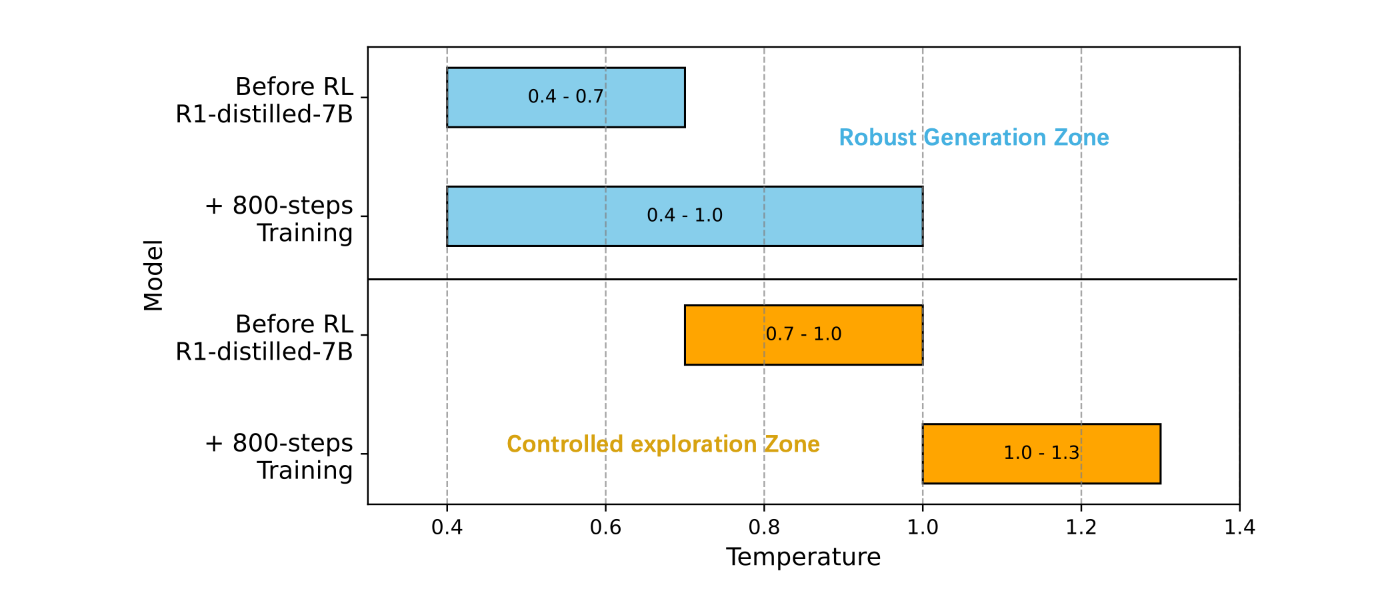 Before RL
R1-distilled-7B
0.4 - 0.7
Robust Generation Zone
+ 800-steps
Training
0.4 - 1.0
Model
Before RL
R1-distilled-7B
0.7 - 1.0
Controlled exploration Zone
+ 800-steps
Training
1.0 - 1.3
0.4 0.6 0.8 1.0 1.2 1.4
Temperature